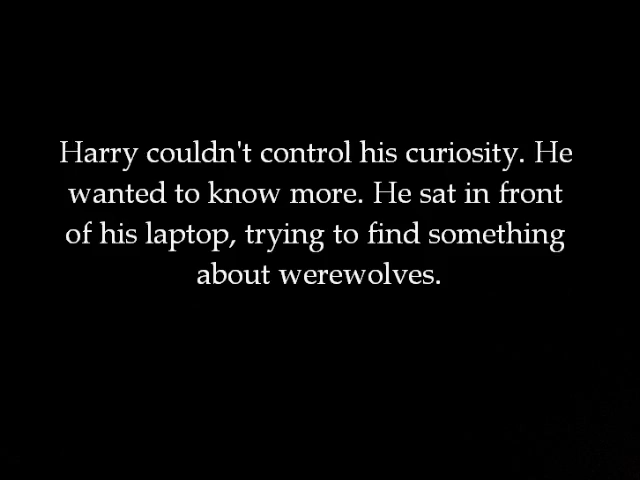 Harry couldn't control his curiosity. He
wanted to know more. He sat in front
of his laptop, trying to find something
about werewolves.